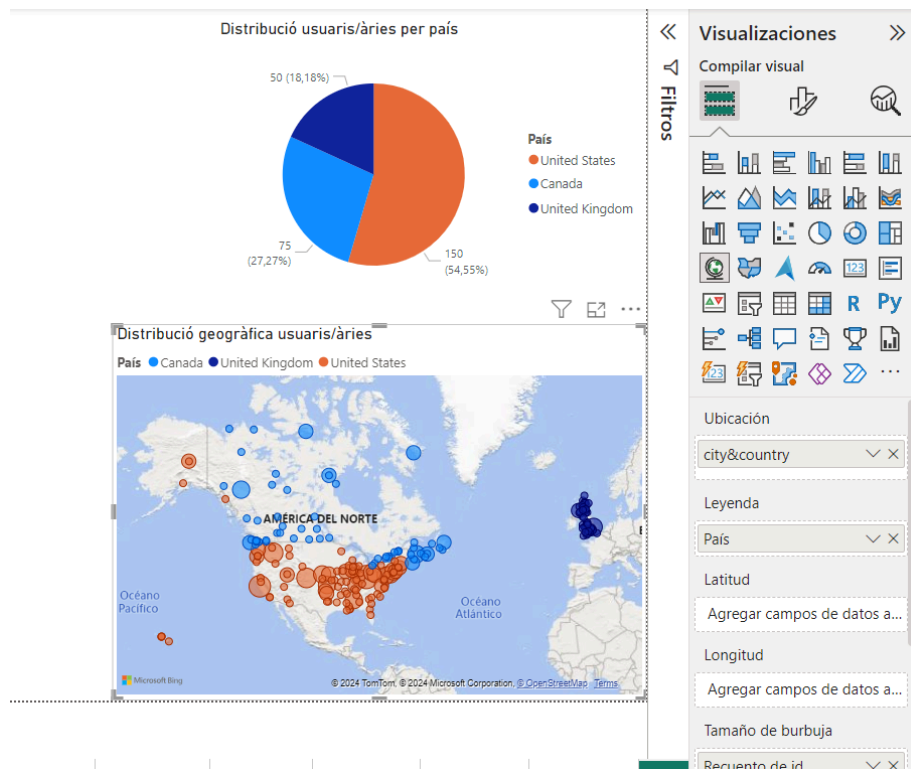 Distribució usuaris/àries per país
50 (18,18%)
75
(27,27%)
150
(54,55%)
País
United States
Canada
United Kingdom
Distribució geogràfica usuaris/àries
País Canada United Kingdom United States
AMÉRICA DEL NORTE
Océano
Pacífico
Océano
Atlántico
E
Microsoft Bing
© 2024 TomTom, © 2024 Microsoft Corporation, © OpenStreetMap Terms
Filtros
Visualizaciones
Compilar visual
123
R
Py
123
Ubicación
city&country
Leyenda
País
Latitud
Agregar campos de datos a...
Longitud
Agregar campos de datos a...
Tamaño de burbuja
Recuento de id